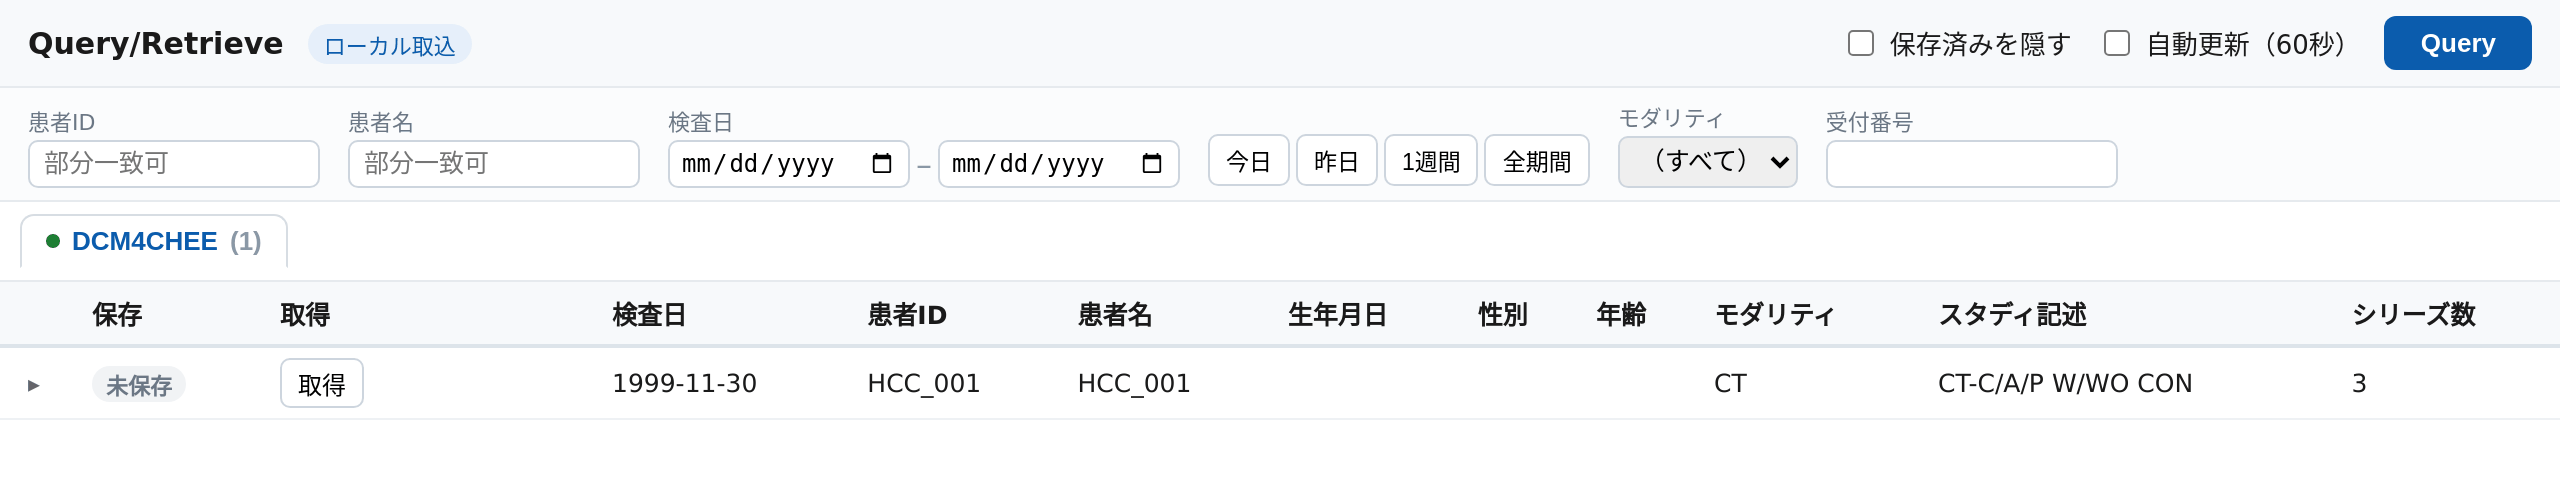 Query/Retrieve ローカル取込 保存済みを隠す 自動更新（60秒） Query
患者ID 患者名 検査日 モダリティ 受付番号
部分一致可 部分一致可 mm/dd/yyyy – mm/dd/yyyy 今日 昨日 1週間 全期間 （すべて）
DCM4CHEE (1)
保存 取得 検査日 患者ID 患者名 生年月日 性別 年齢 モダリティ スタディ記述 シリーズ数
▸ 未保存 取得 1999-11-30 HCC_001 HCC_001 CT CT-C/A/P W/WO CON 3